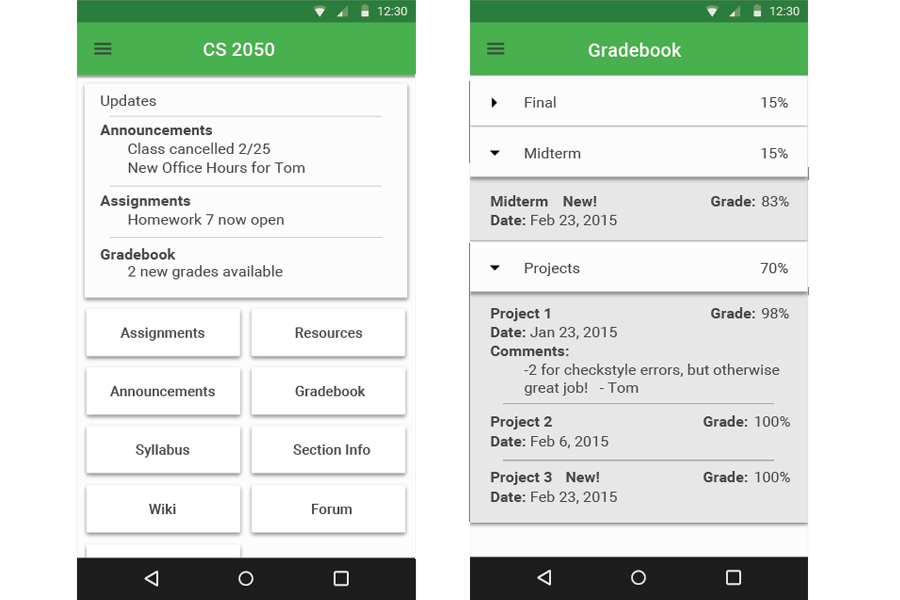 12:30
CS 2050
Updates
Announcements
Class cancelled 2/25
New Office Hours for Tom
Assignments
Homework 7 now open
Gradebook
2 new grades available
Assignments
Resources
Announcements
Gradebook
Syllabus
Section Info
Wiki
Forum
12:30
Gradebook
Final 15%
Midterm 15%
Midterm New! Grade: 83%
Date: Feb 23, 2015
Projects 70%
Project 1 Grade: 98%
Date: Jan 23, 2015
Comments:
-2 for checkstyle errors, but otherwise
great job! - Tom
Project 2 Grade: 100%
Date: Feb 6, 2015
Project 3 New! Grade: 100%
Date: Feb 23, 2015